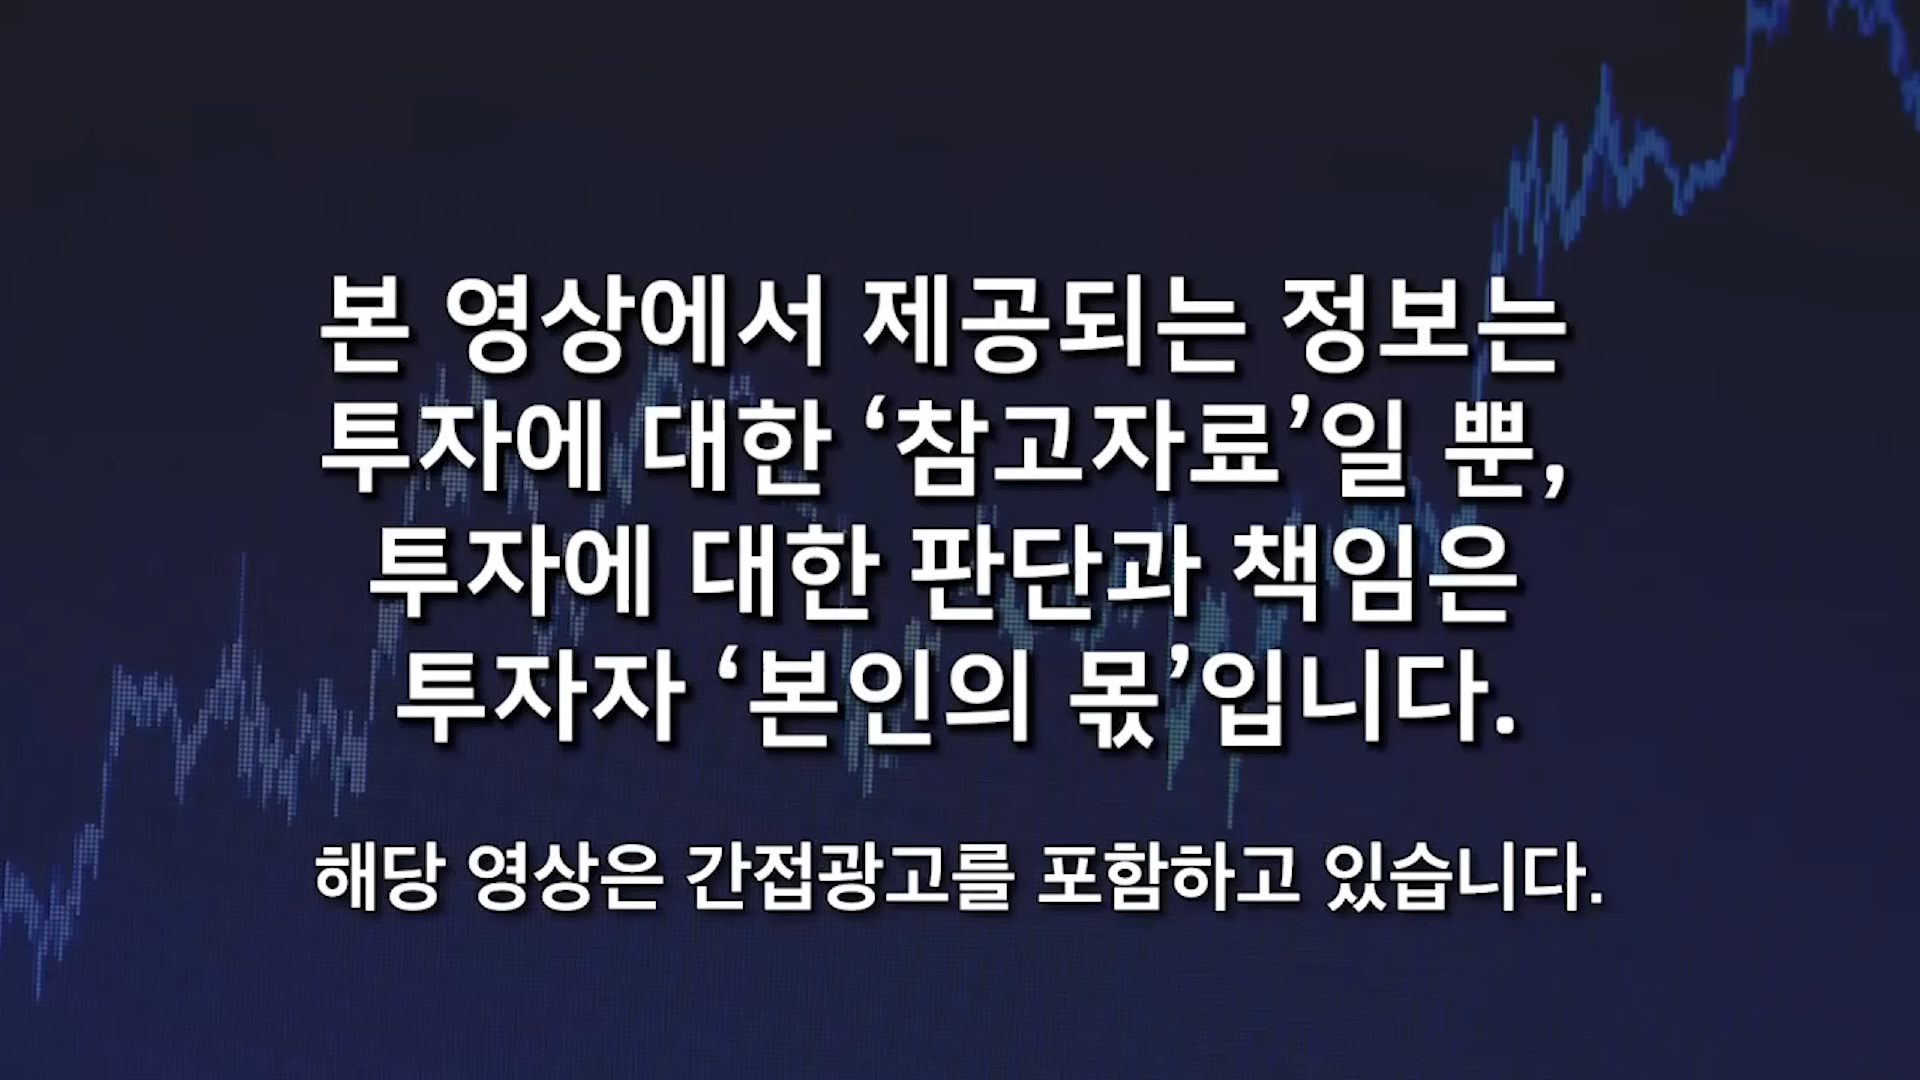 본 영상에서 제공되는 정보는
투자에 대한 ‘참고자료’일 뿐,
투자에 대한 판단과 책임은
투자자 ‘본인의 몫’입니다.
해당 영상은 간접광고를 포함하고 있습니다.